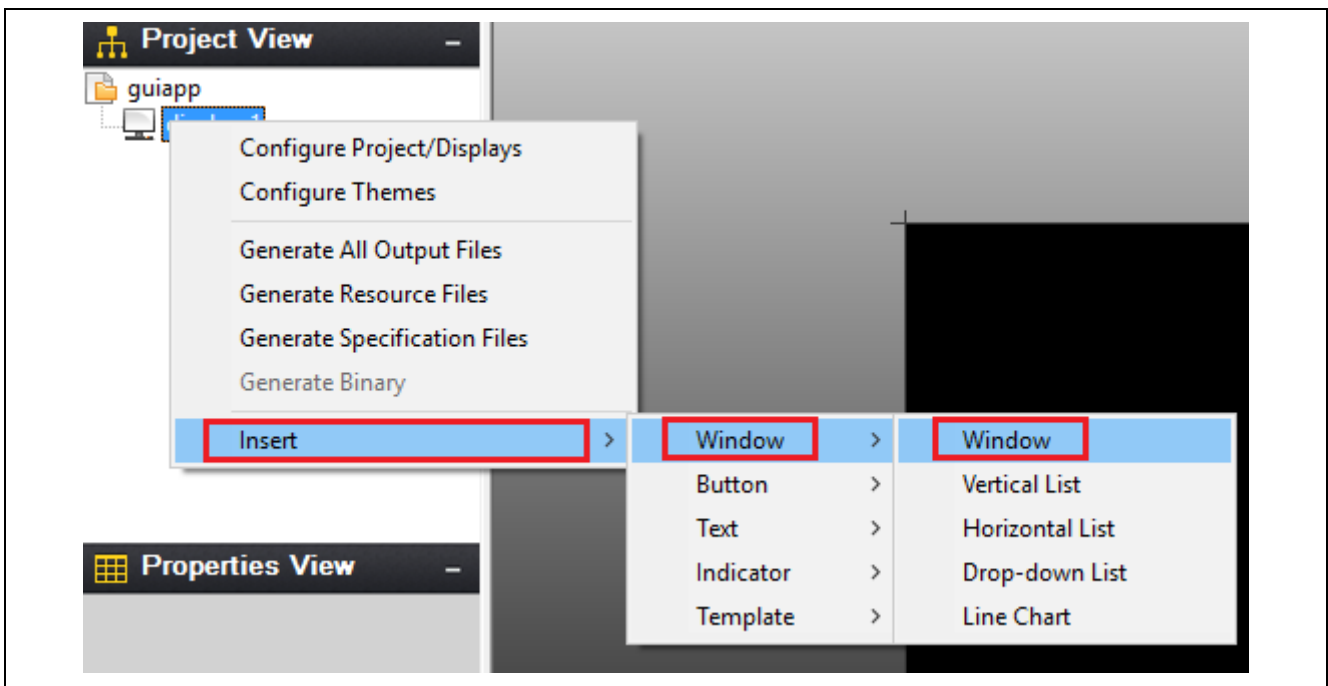 Project View
guiapp
Configure Project/Displays
Configure Themes
Generate All Output Files
Generate Resource Files
Generate Specification Files
Generate Binary
Insert > Window > Window
Button > Vertical List
Text > Horizontal List
Indicator > Drop-down List
Template > Line Chart
Properties View